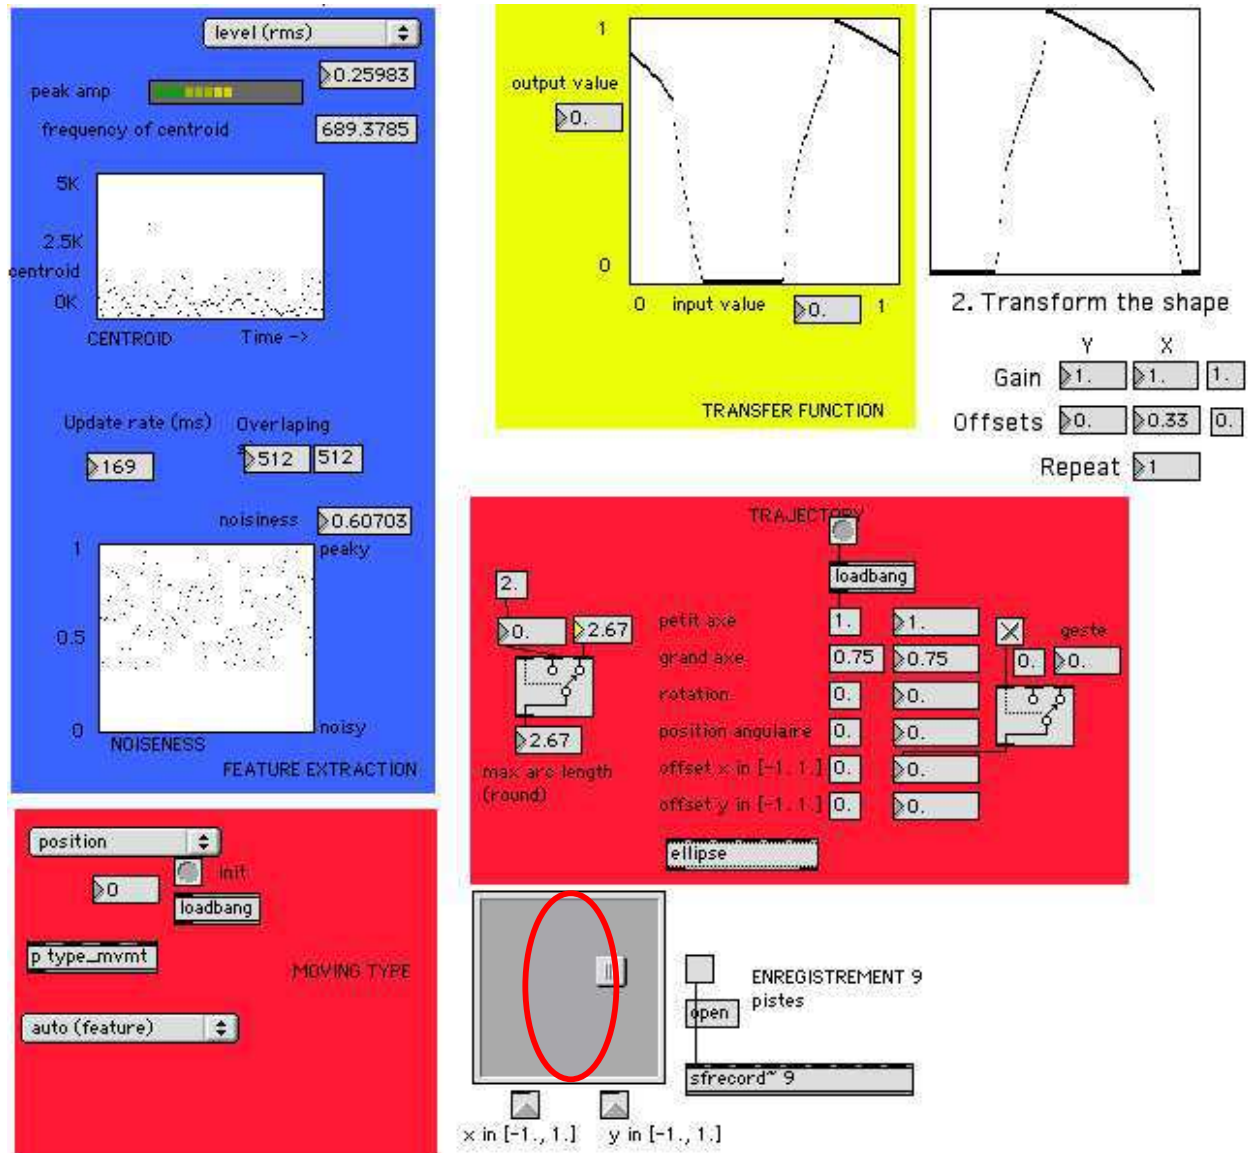 level (rms)
0.25983
peak amp
frequency of centroid
689.3785
5K
2.5K
centroid
0K
CENTROID
Time ->
Update rate (ms)
Overlaping
169
512
512
noisiness
0.60703
1
peaky
0.5
0
noisy
NOISENESS
FEATURE EXTRACTION
position
init
0
loadbang
p type_mvmt
MOVING TYPE
auto (feature)
1
output value
0.
0
0
input value
0.
1
TRANSFER FUNCTION
2. Transform the shape
Y X
Gain 1. 1. 1.
Offsets 0. 0.33 0.
Repeat 1
TRAJECTORY
loadbang
2.
0.
2.67
2.67
max arc length
(round)
petit axe 1. 1.
grand axe 0.75 0.75
rotation 0. 0.
position angulaire 0. 0.
offset x in [-1. 1.] 0. 0.
offset y in [-1. 1.] 0. 0.
geste
0. 0.
ellipse
x in [-1., 1.]
y in [-1., 1.]
ENREGISTREMENT 9
pistes
open
sfrecord~ 9